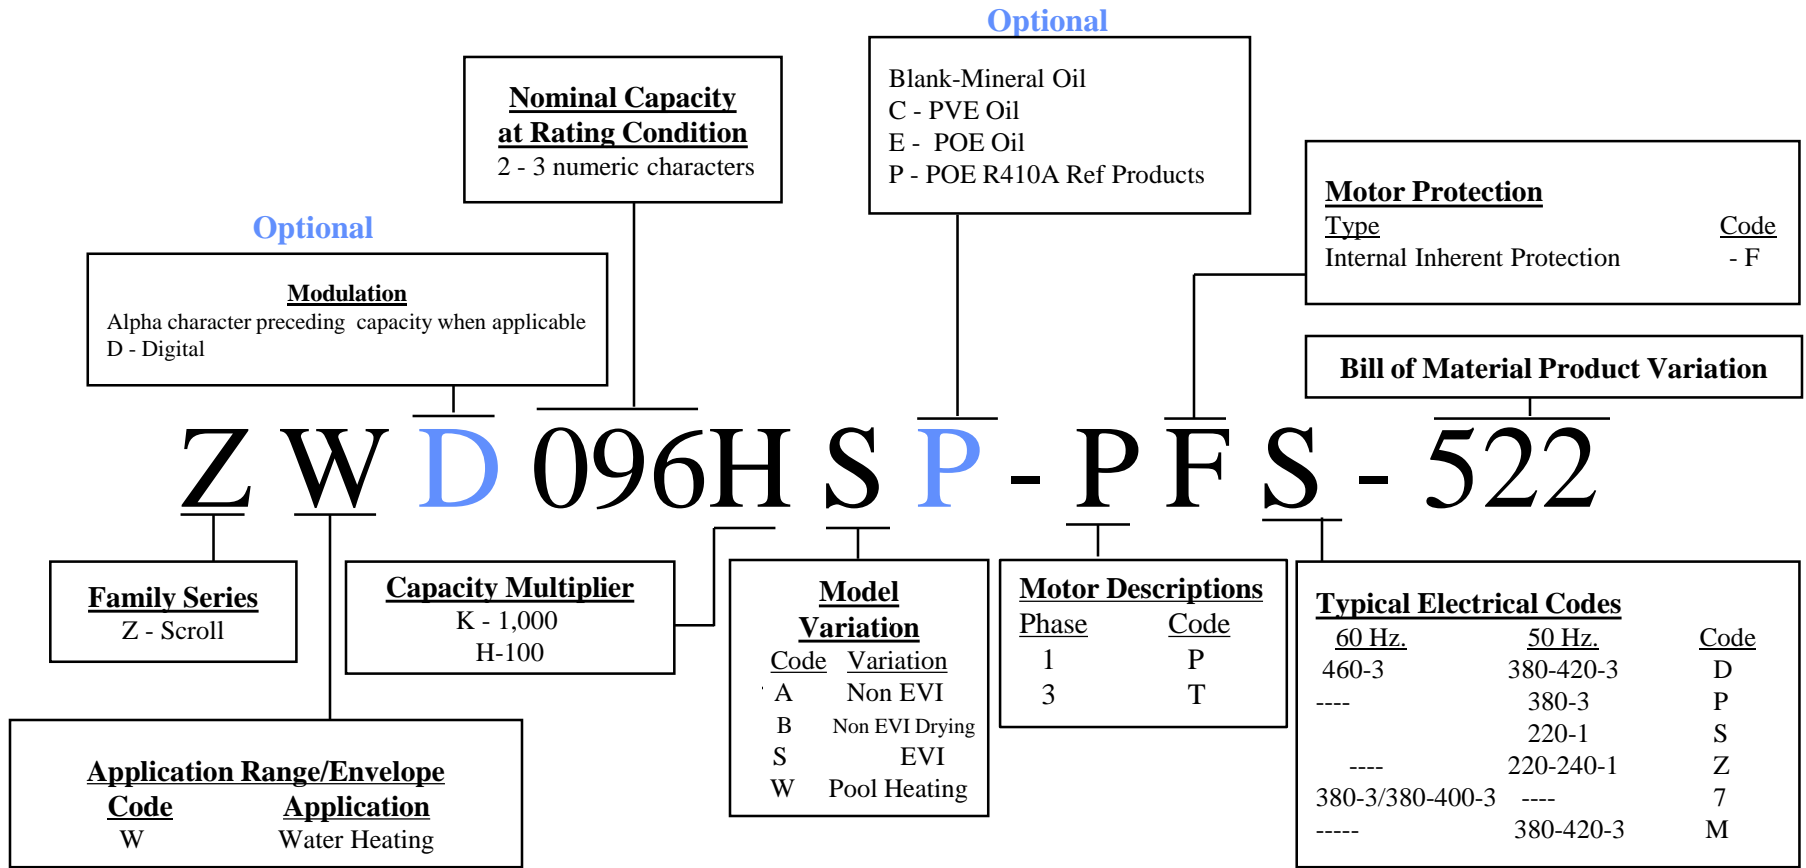 Optional
Blank-Mineral Oil
C - PVE Oil
E - POE Oil
P - POE R410A Ref Products
Nominal Capacity
at Rating Condition
2 - 3 numeric characters
Motor Protection
Type Code
Internal Inherent Protection - F
Optional
Modulation
Alpha character preceding capacity when applicable
D - Digital
Bill of Material Product Variation
Z W D 096H S P - P F S - 522
Family Series
Z - Scroll
Capacity Multiplier
K - 1,000
H-100
Model
Variation
Code Variation
A Non EVI
B Non EVI Drying
S EVI
W Pool Heating
Motor Descriptions
Phase Code
1 P
3 T
Typical Electrical Codes
60 Hz. 50 Hz. Code
460-3 380-420-3 D
---- 380-3 P
220-1 S
---- 220-240-1 Z
380-3/380-400-3 ---- 7
----- 380-420-3 M
Application Range/Envelope
Code Application
W Water Heating